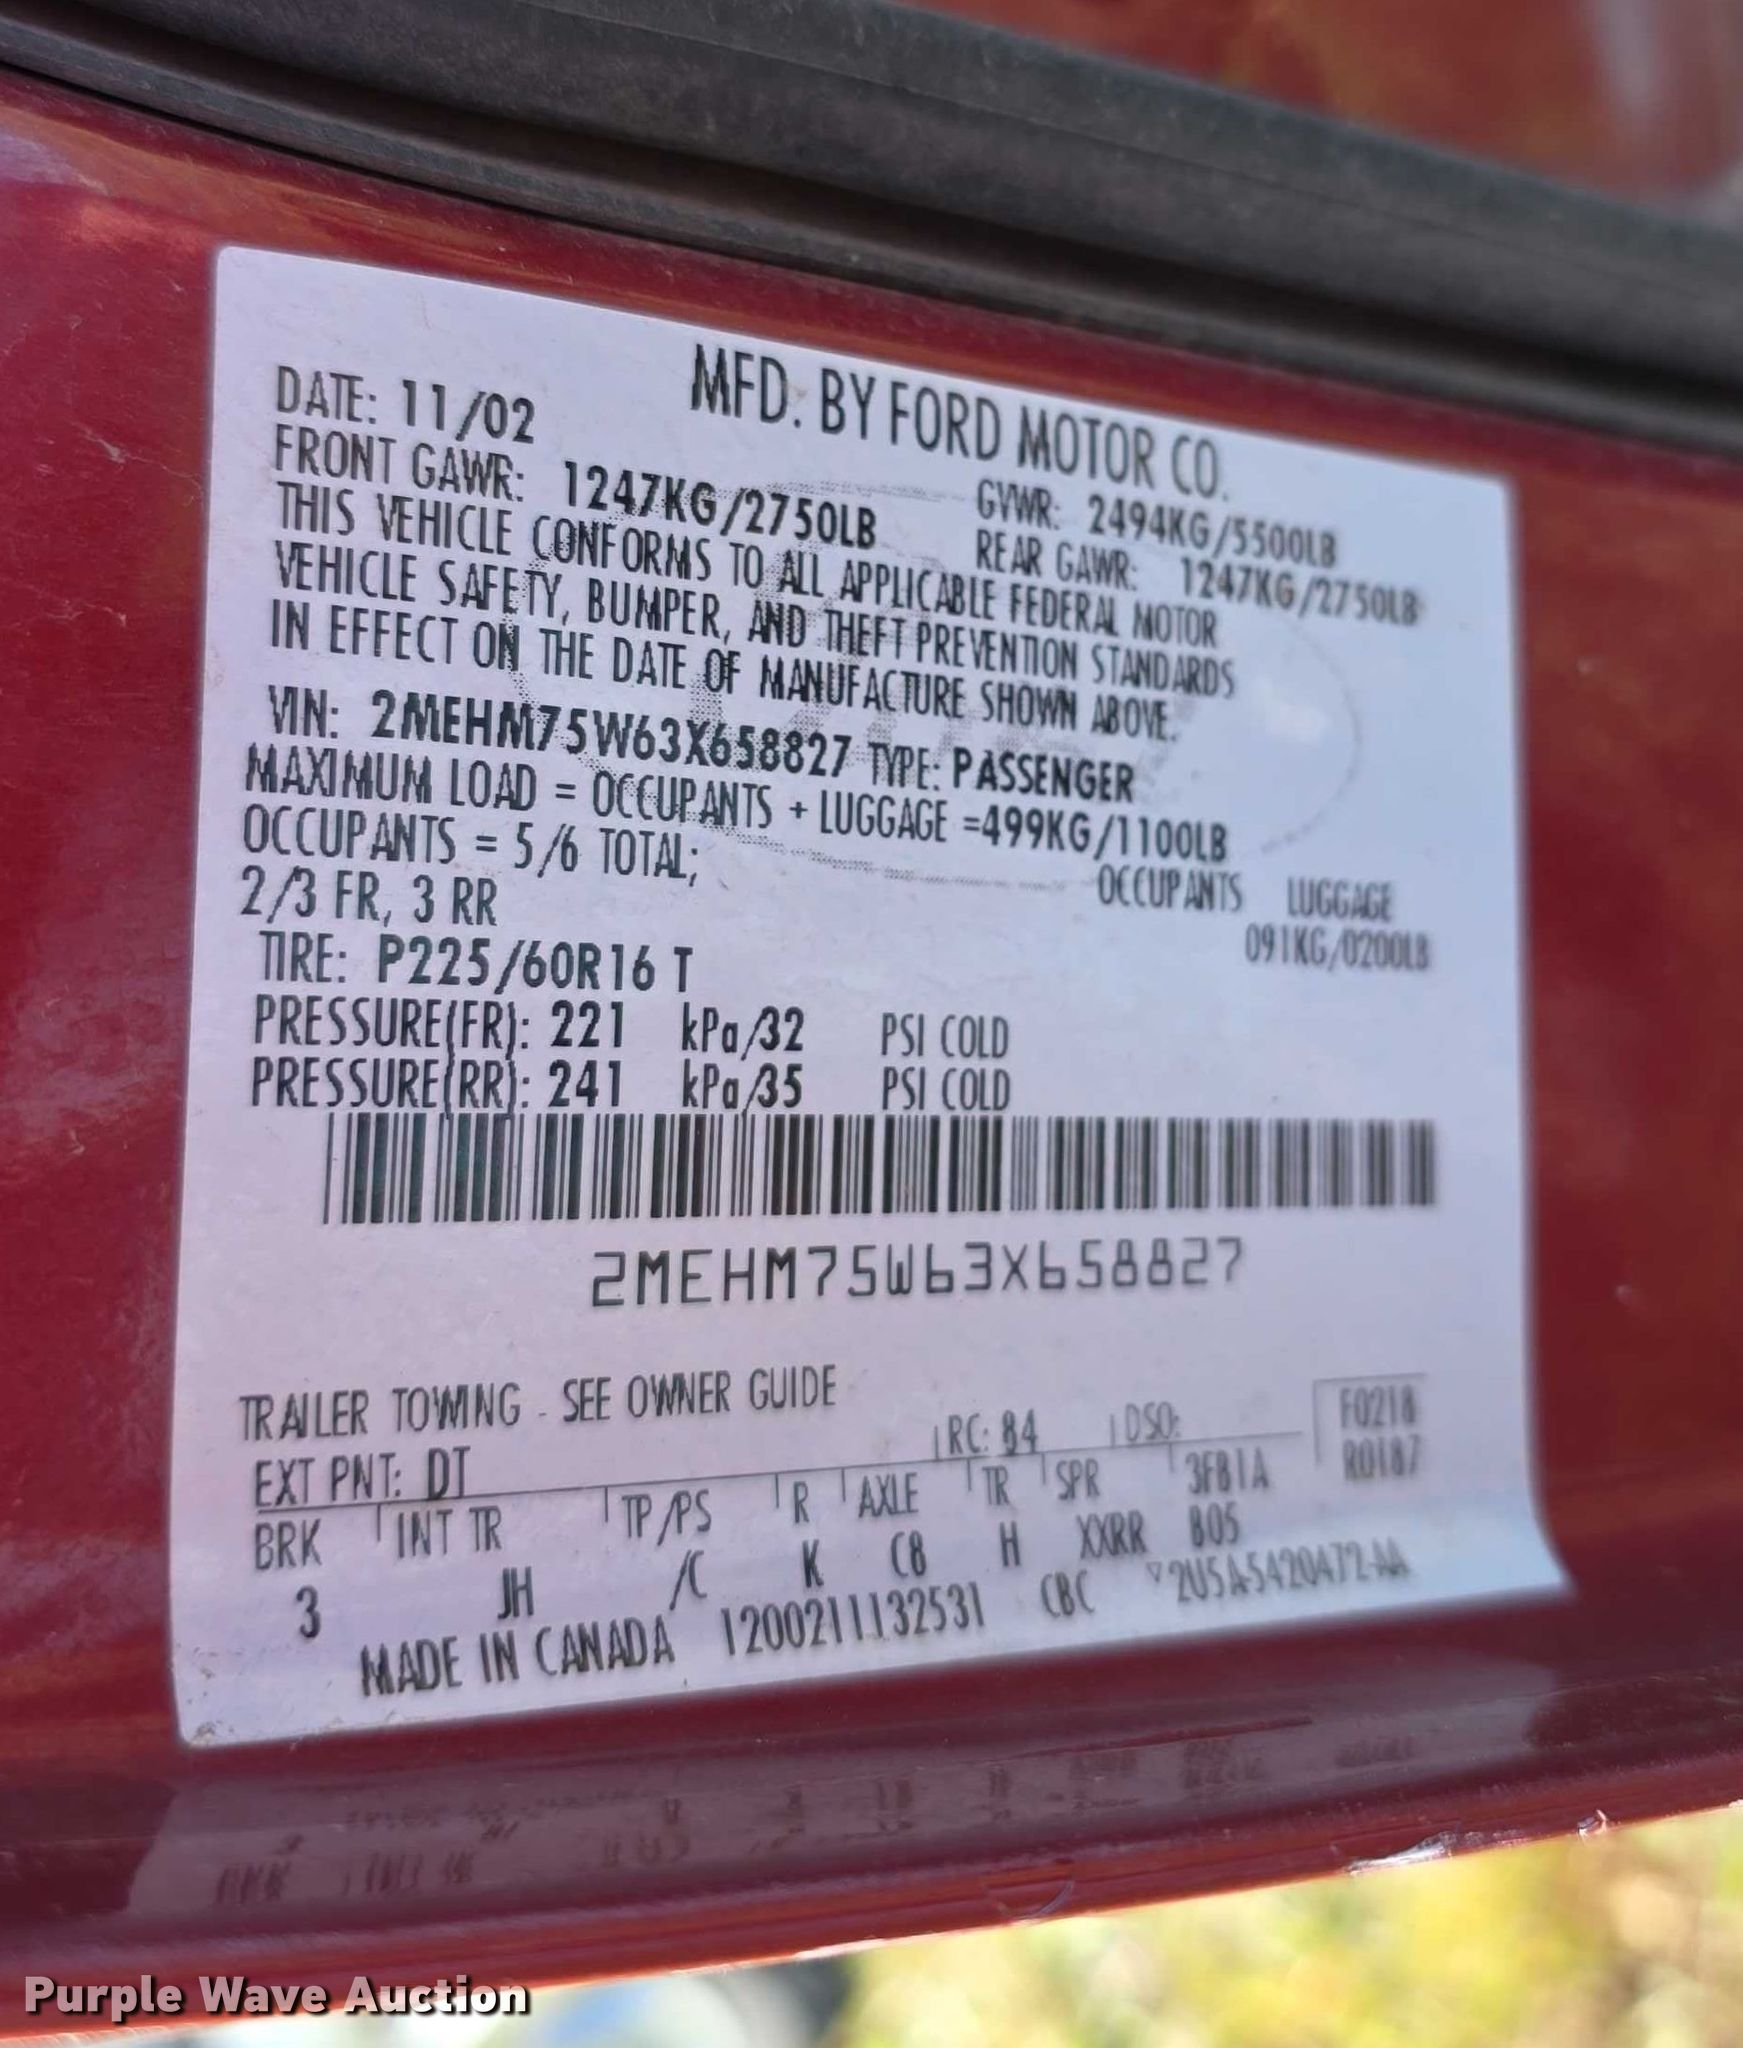 MFD. BY FORD MOTOR CO.
DATE: 11/02
GVWR: 2494KG/5500LB
FRONT GAWR: 1247KG/2750LB
REAR GAWR: 1247KG/2750LB
THIS VEHICLE CONFORMS TO ALL APPLICABLE FEDERAL MOTOR
VEHICLE SAFETY, BUMPER, AND THEFT PREVENTION STANDARDS
IN EFFECT ON THE DATE OF MANUFACTURE SHOWN ABOVE.
VIN: 2MEHM75W63X658827 TYPE: PASSENGER
MAXIMUM LOAD = OCCUPANTS + LUGGAGE =499KG/1100LB
OCCUPANTS = 5/6 TOTAL;
OCCUPANTS LUGGAGE
2/3 FR, 3 RR
091KG/0200LB
TIRE: P225/60R16 T
PRESSURE(FR): 221 kPa/32 PSI COLD
PRESSURE(RR): 241 kPa/35 PSI COLD
2MEHM75W63X658827
TRAILER TOWING - SEE OWNER GUIDE
EXT PNT: DT RC: 84 DSO: F0218
BRK INT TR TP/PS R AXLE TR SPR 3FB1A R0187
3 JH /C K C8 H XXRR B05
MADE IN CANADA 1200211132531 CBC 2U5A-5420472-AA
Purple Wave Auction